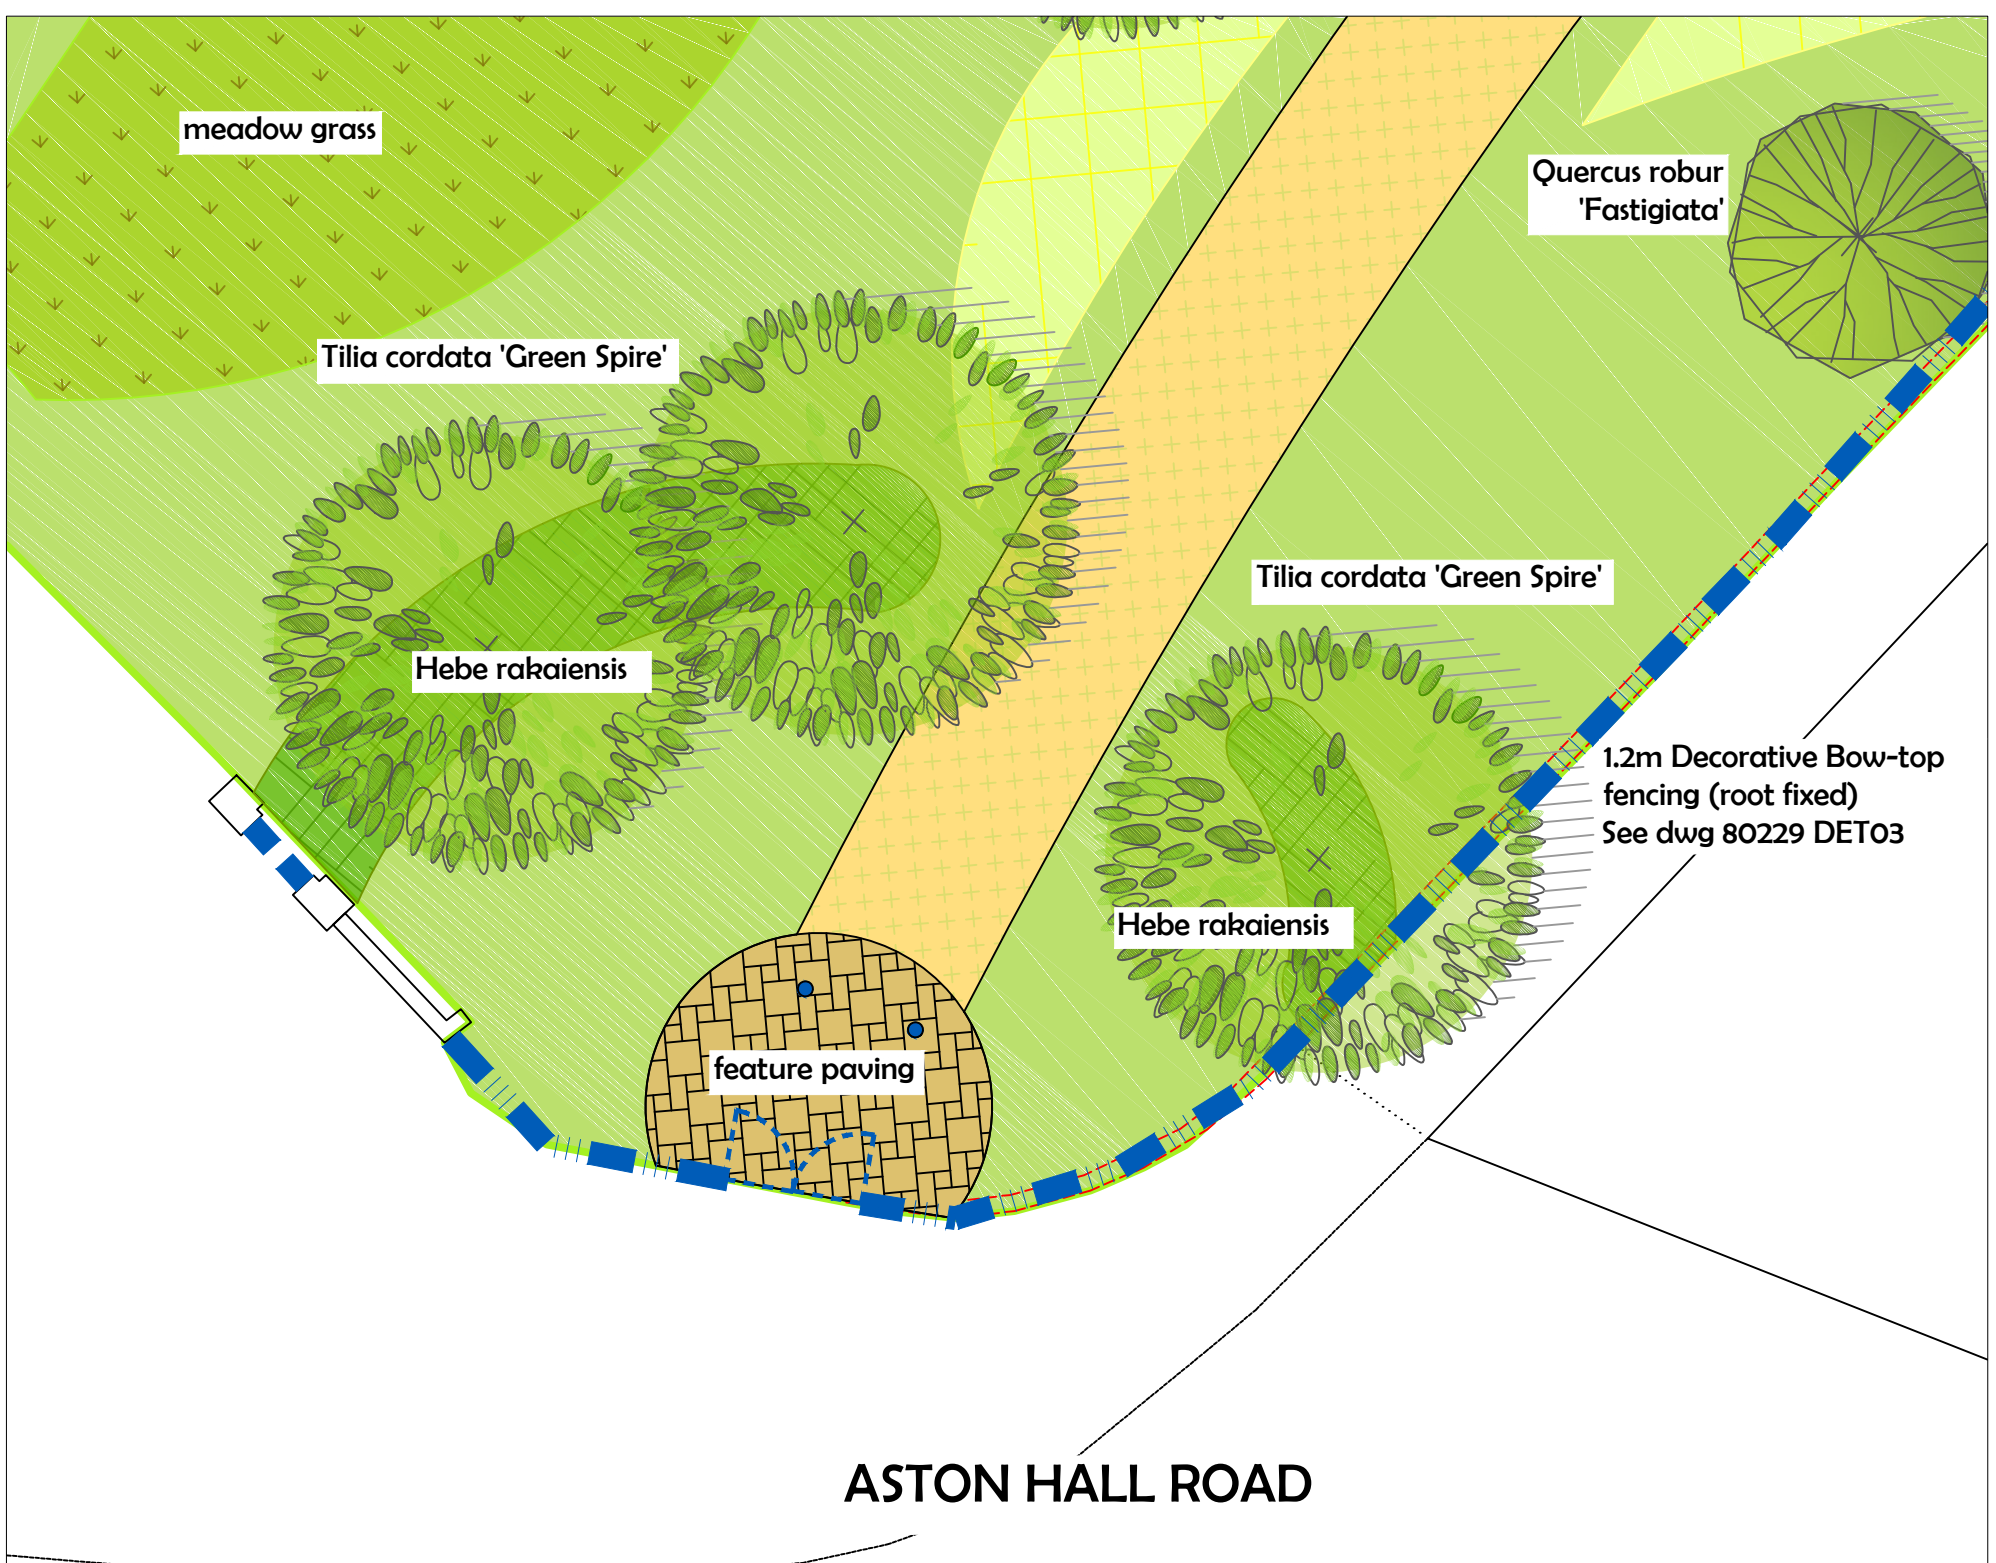 meadow grass
Quercus robur
'Fastigiata'
Tilia cordata 'Green Spire'
Tilia cordata 'Green Spire'
Hebe rakaiensis
1.2m Decorative Bow-top
fencing (root fixed)
See dwg 80229 DET03
Hebe rakaiensis
feature paving
ASTON HALL ROAD